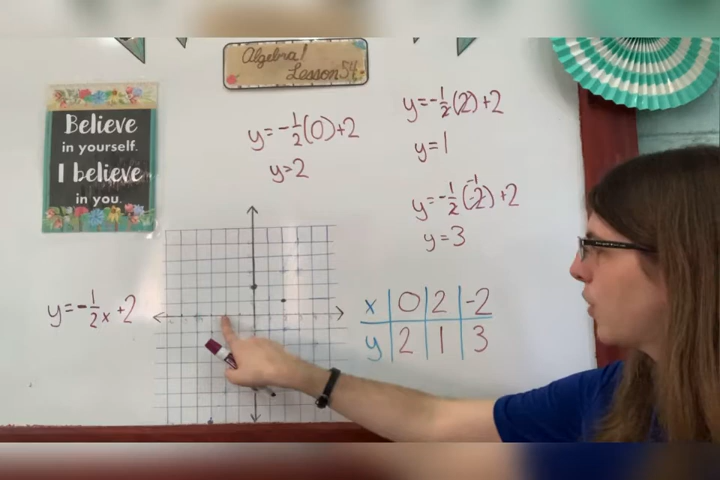 Algebra!
Lesson 54
Believe
in yourself.
I believe
in you.
y=-1/2(0)+2
y=2
y=-1/2(2)+2
y=1
y=-1/2(-2)+2
-1
y=3
y=-1/2x+2
x | 0 | 2 | -2
y | 2 | 1 | 3